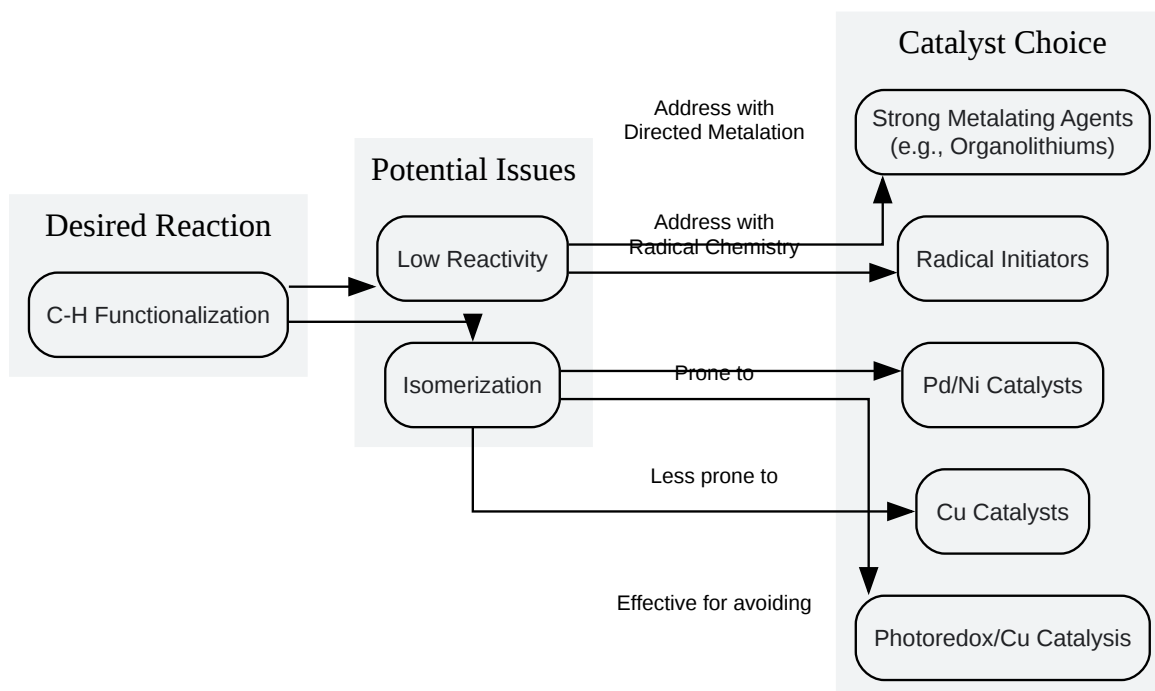 Desired Reaction
C-H Functionalization
Potential Issues
Low Reactivity
Isomerization
Address with
Directed Metalation
Address with
Radical Chemistry
Prone to
Less prone to
Effective for avoiding
Catalyst Choice
Strong Metalating Agents
(e.g., Organolithiums)
Radical Initiators
Pd/Ni Catalysts
Cu Catalysts
Photoredox/Cu Catalysis